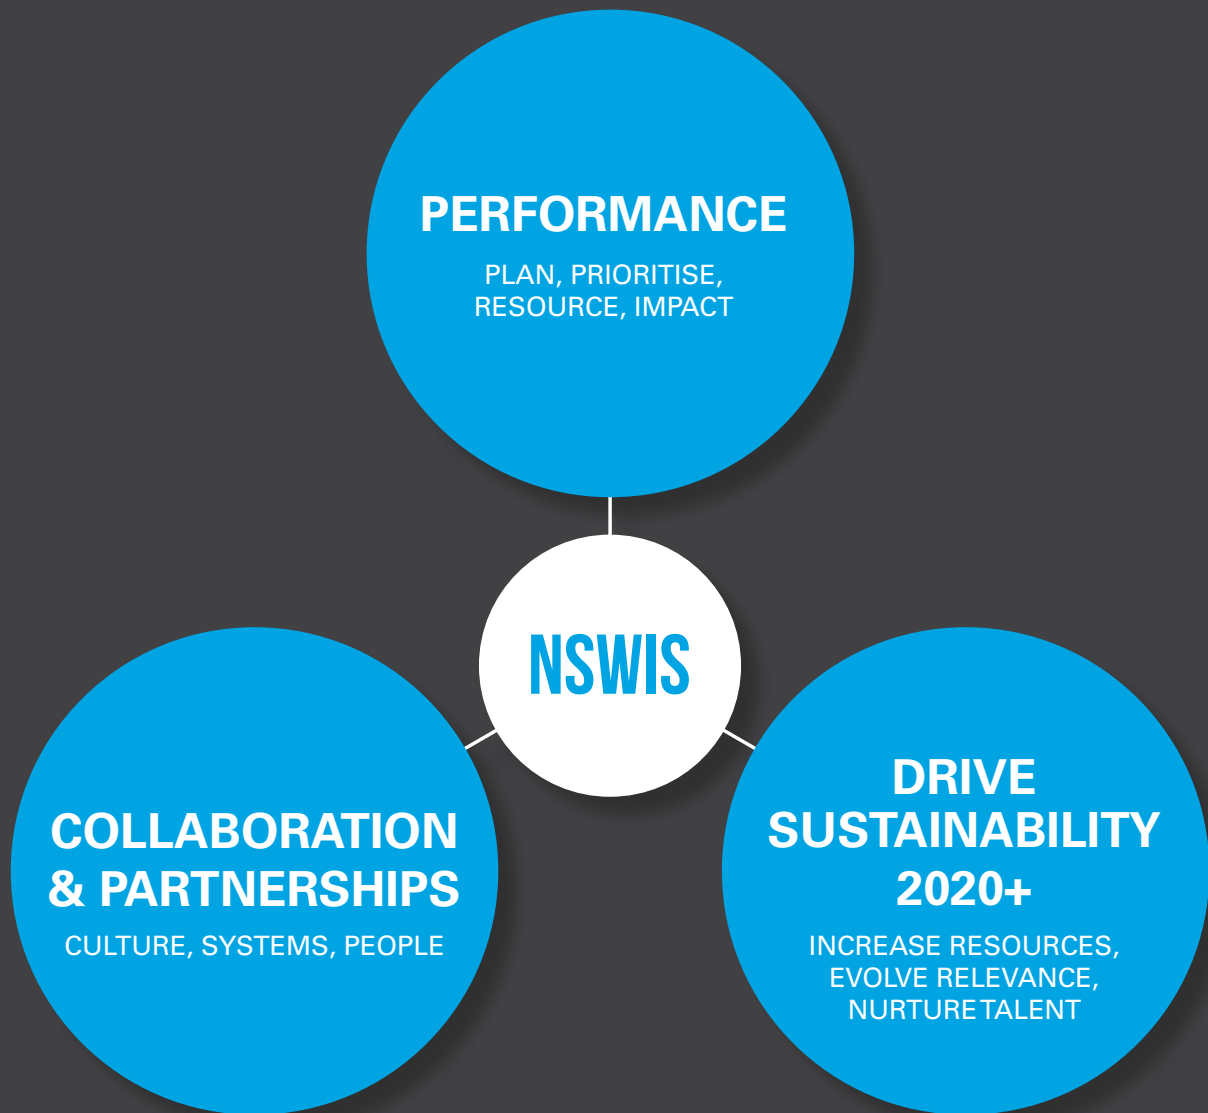 PERFORMANCE
PLAN, PRIORITISE,
RESOURCE, IMPACT
NSWIS
COLLABORATION
& PARTNERSHIPS
CULTURE, SYSTEMS, PEOPLE
DRIVE
SUSTAINABILITY
2020+
INCREASE RESOURCES,
EVOLVE RELEVANCE,
NURTURE TALENT